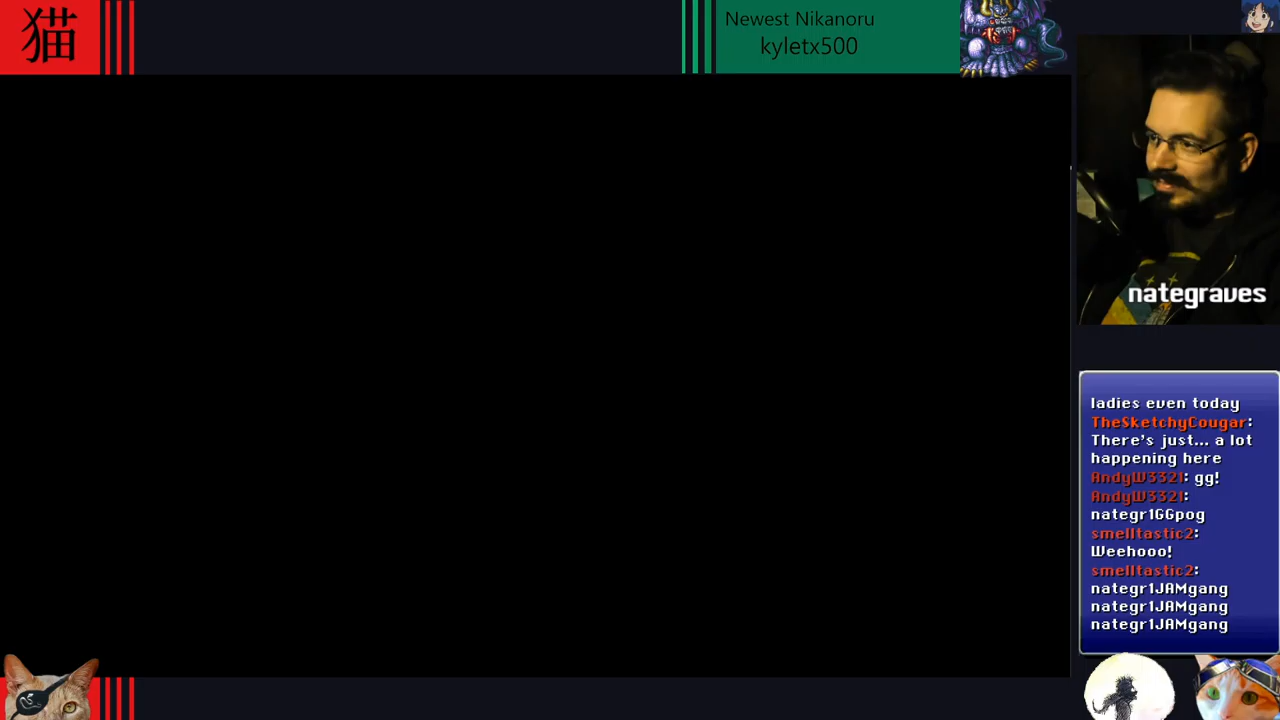 猫
Newest Nikanoru
kyletx500
nategraves
ladies even today
TheSketchyCougar:
There's just... a lot
happening here
AndyW3321: gg!
AndyW3321:
nategr1GGpog
smelltastic2:
Weehooo!
smelltastic2:
nategr1JAMgang
nategr1JAMgang
nategr1JAMgang